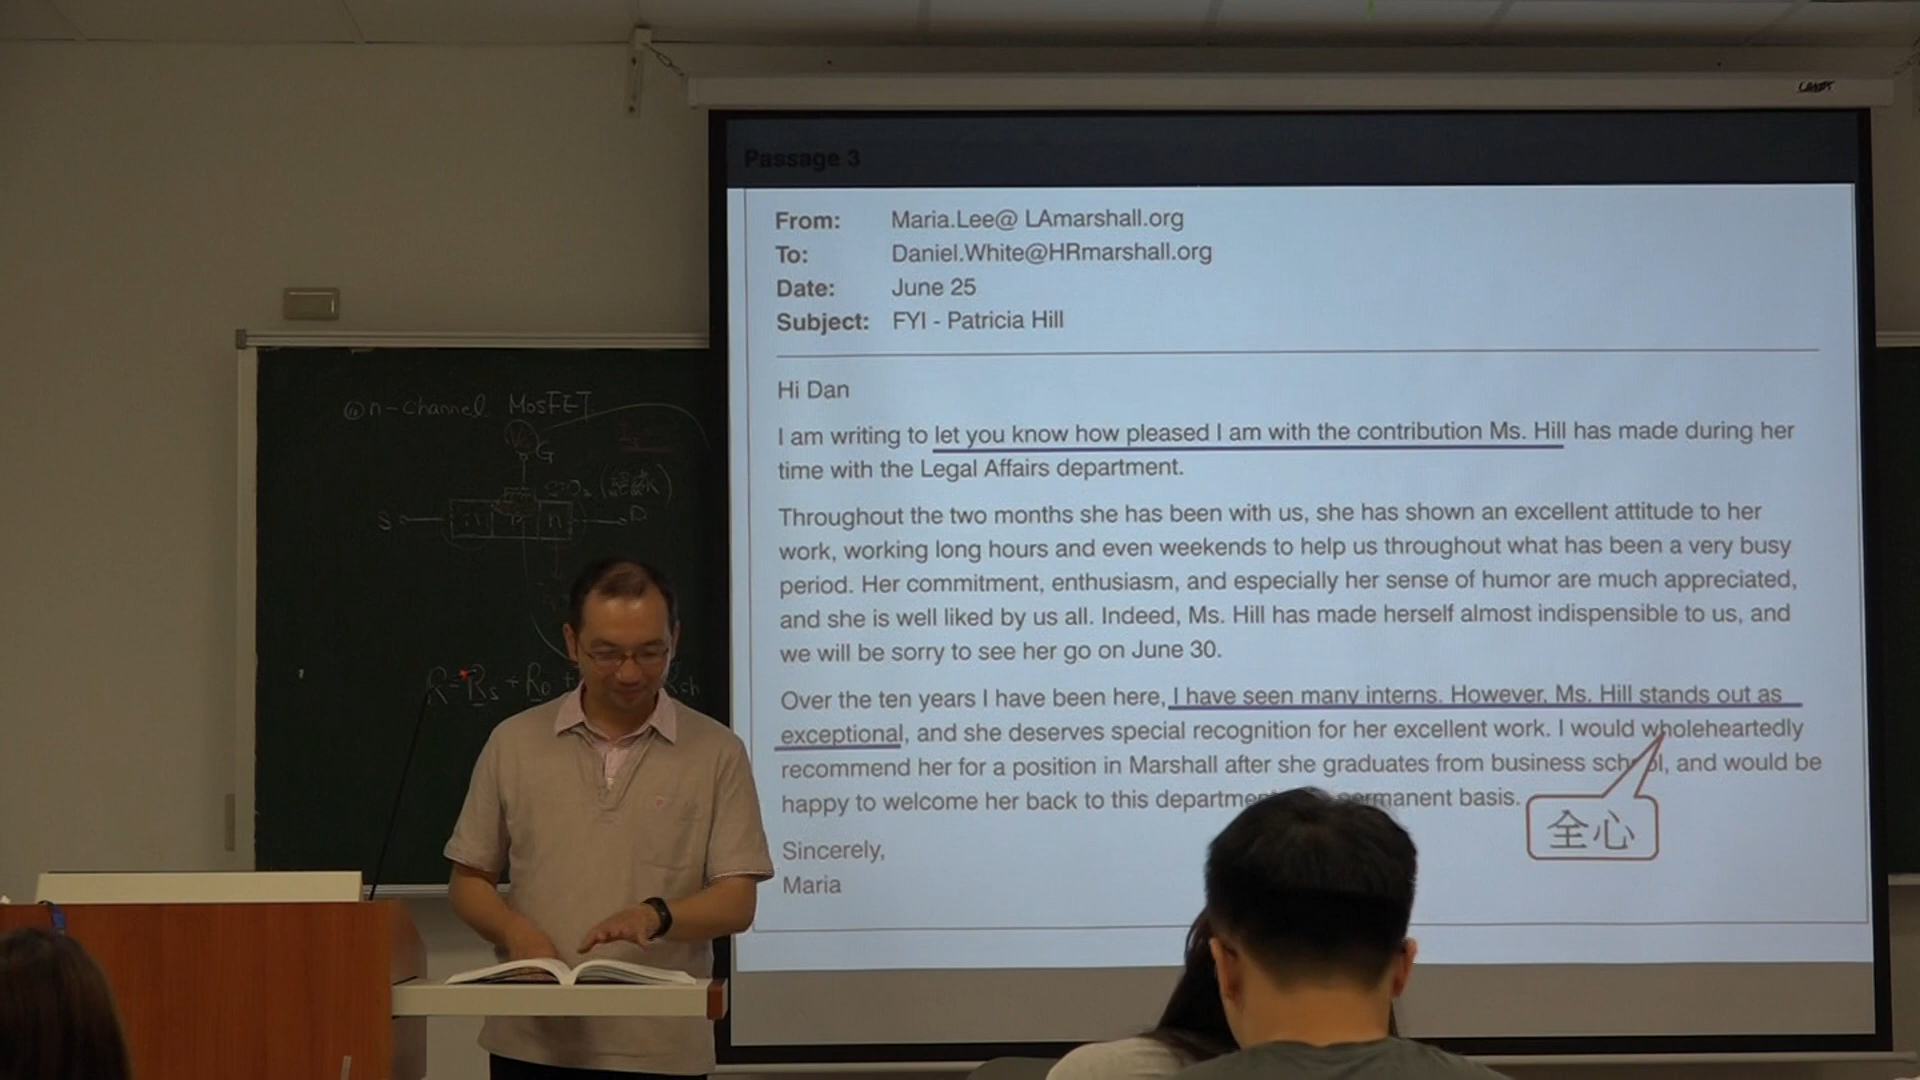 Passage 3
From: Maria.Lee@ LAmarshall.org
To: Daniel.White@HRmarshall.org
Date: June 25
Subject: FYI - Patricia Hill
Hi Dan
I am writing to let you know how pleased I am with the contribution Ms. Hill has made during her
time with the Legal Affairs department.
Throughout the two months she has been with us, she has shown an excellent attitude to her
work, working long hours and even weekends to help us throughout what has been a very busy
period. Her commitment, enthusiasm, and especially her sense of humor are much appreciated,
and she is well liked by us all. Indeed, Ms. Hill has made herself almost indispensible to us, and
we will be sorry to see her go on June 30.
Over the ten years I have been here, I have seen many interns. However, Ms. Hill stands out as
exceptional, and she deserves special recognition for her excellent work. I would wholeheartedly
recommend her for a position in Marshall after she graduates from business school, and would be
happy to welcome her back to this department permanent basis.
全心
Sincerely,
Maria
n-channel MosFET
G
S n n D
R = Rs + RD +